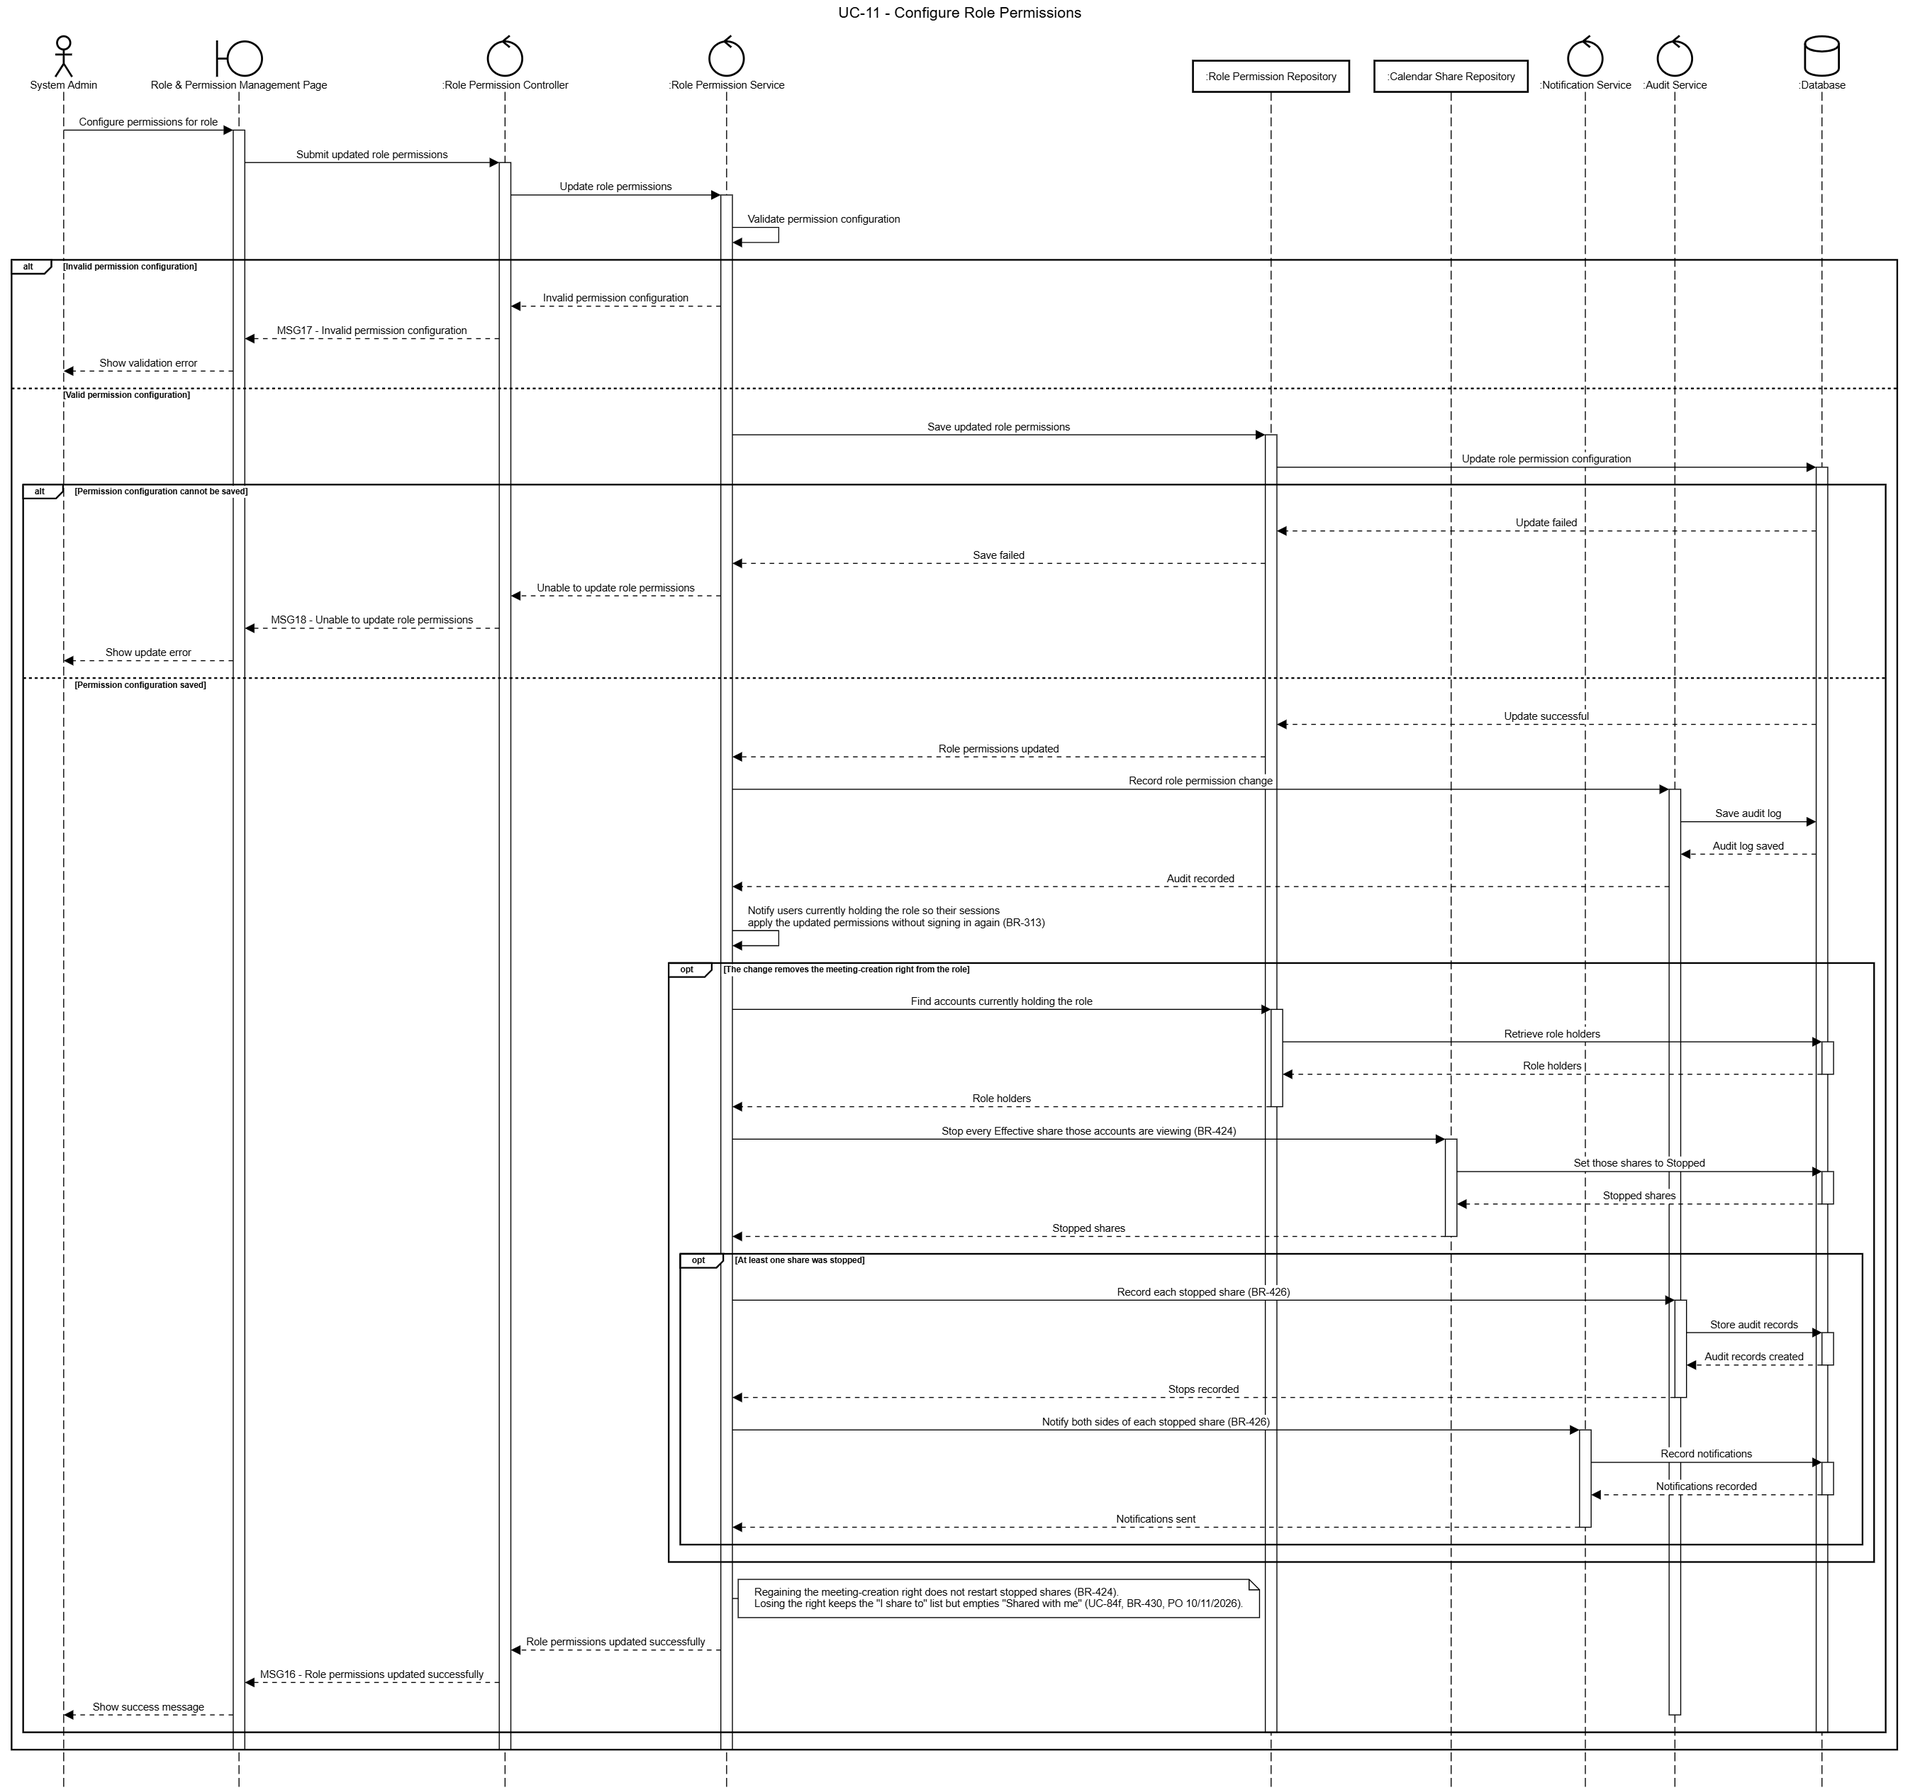 UC-11 - Configure Role Permissions
System Admin
Role & Permission Management Page
:Role Permission Controller
:Role Permission Service
:Role Permission Repository
:Calendar Share Repository
:Notification Service
:Audit Service
:Database
Configure permissions for role
Submit updated role permissions
Update role permissions
Validate permission configuration
alt
[Invalid permission configuration]
Invalid permission configuration
MSG17 - Invalid permission configuration
Show validation error
[Valid permission configuration]
Save updated role permissions
Update role permission configuration
alt
[Permission configuration cannot be saved]
Update failed
Save failed
Unable to update role permissions
MSG18 - Unable to update role permissions
Show update error
[Permission configuration saved]
Update successful
Role permissions updated
Record role permission change
Save audit log
Audit log saved
Audit recorded
Notify users currently holding the role so their sessions
apply the updated permissions without signing in again (BR-313)
opt
[The change removes the meeting-creation right from the role]
Find accounts currently holding the role
Retrieve role holders
Role holders
Role holders
Stop every Effective share those accounts are viewing (BR-424)
Set those shares to Stopped
Stopped shares
Stopped shares
opt
[At least one share was stopped]
Record each stopped share (BR-426)
Store audit records
Audit records created
Stops recorded
Notify both sides of each stopped share (BR-426)
Record notifications
Notifications recorded
Notifications sent
Regaining the meeting-creation right does not restart stopped shares (BR-424).
Losing the right keeps the "I share to" list but empties "Shared with me" (UC-84f, BR-430, PO 10/11/2026).
Role permissions updated successfully
MSG16 - Role permissions updated successfully
Show success message